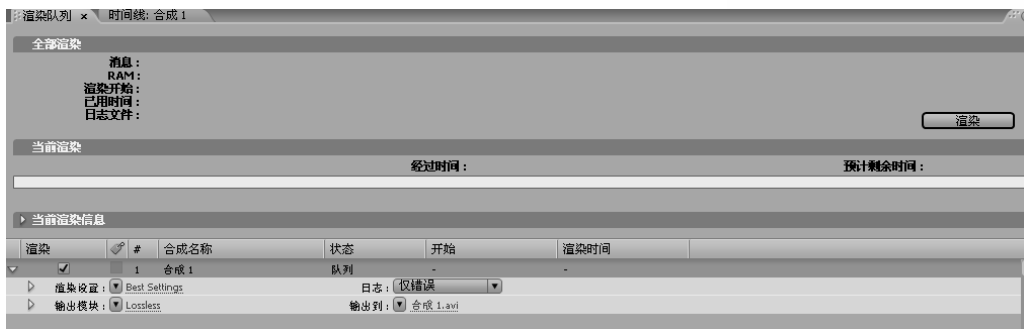 渲染队列 × 时间线: 合成 1
全部渲染
消息：
RAM：
渲染开始：
已用时间：
日志文件：
渲染
当前渲染
经过时间： 预计剩余时间：
当前渲染信息
渲染 # 合成名称 状态 开始 渲染时间
1 合成 1 队列 - -
渲染设置： Best Settings 日志： 仅错误
输出模块： Lossless 输出到： 合成 1.avi